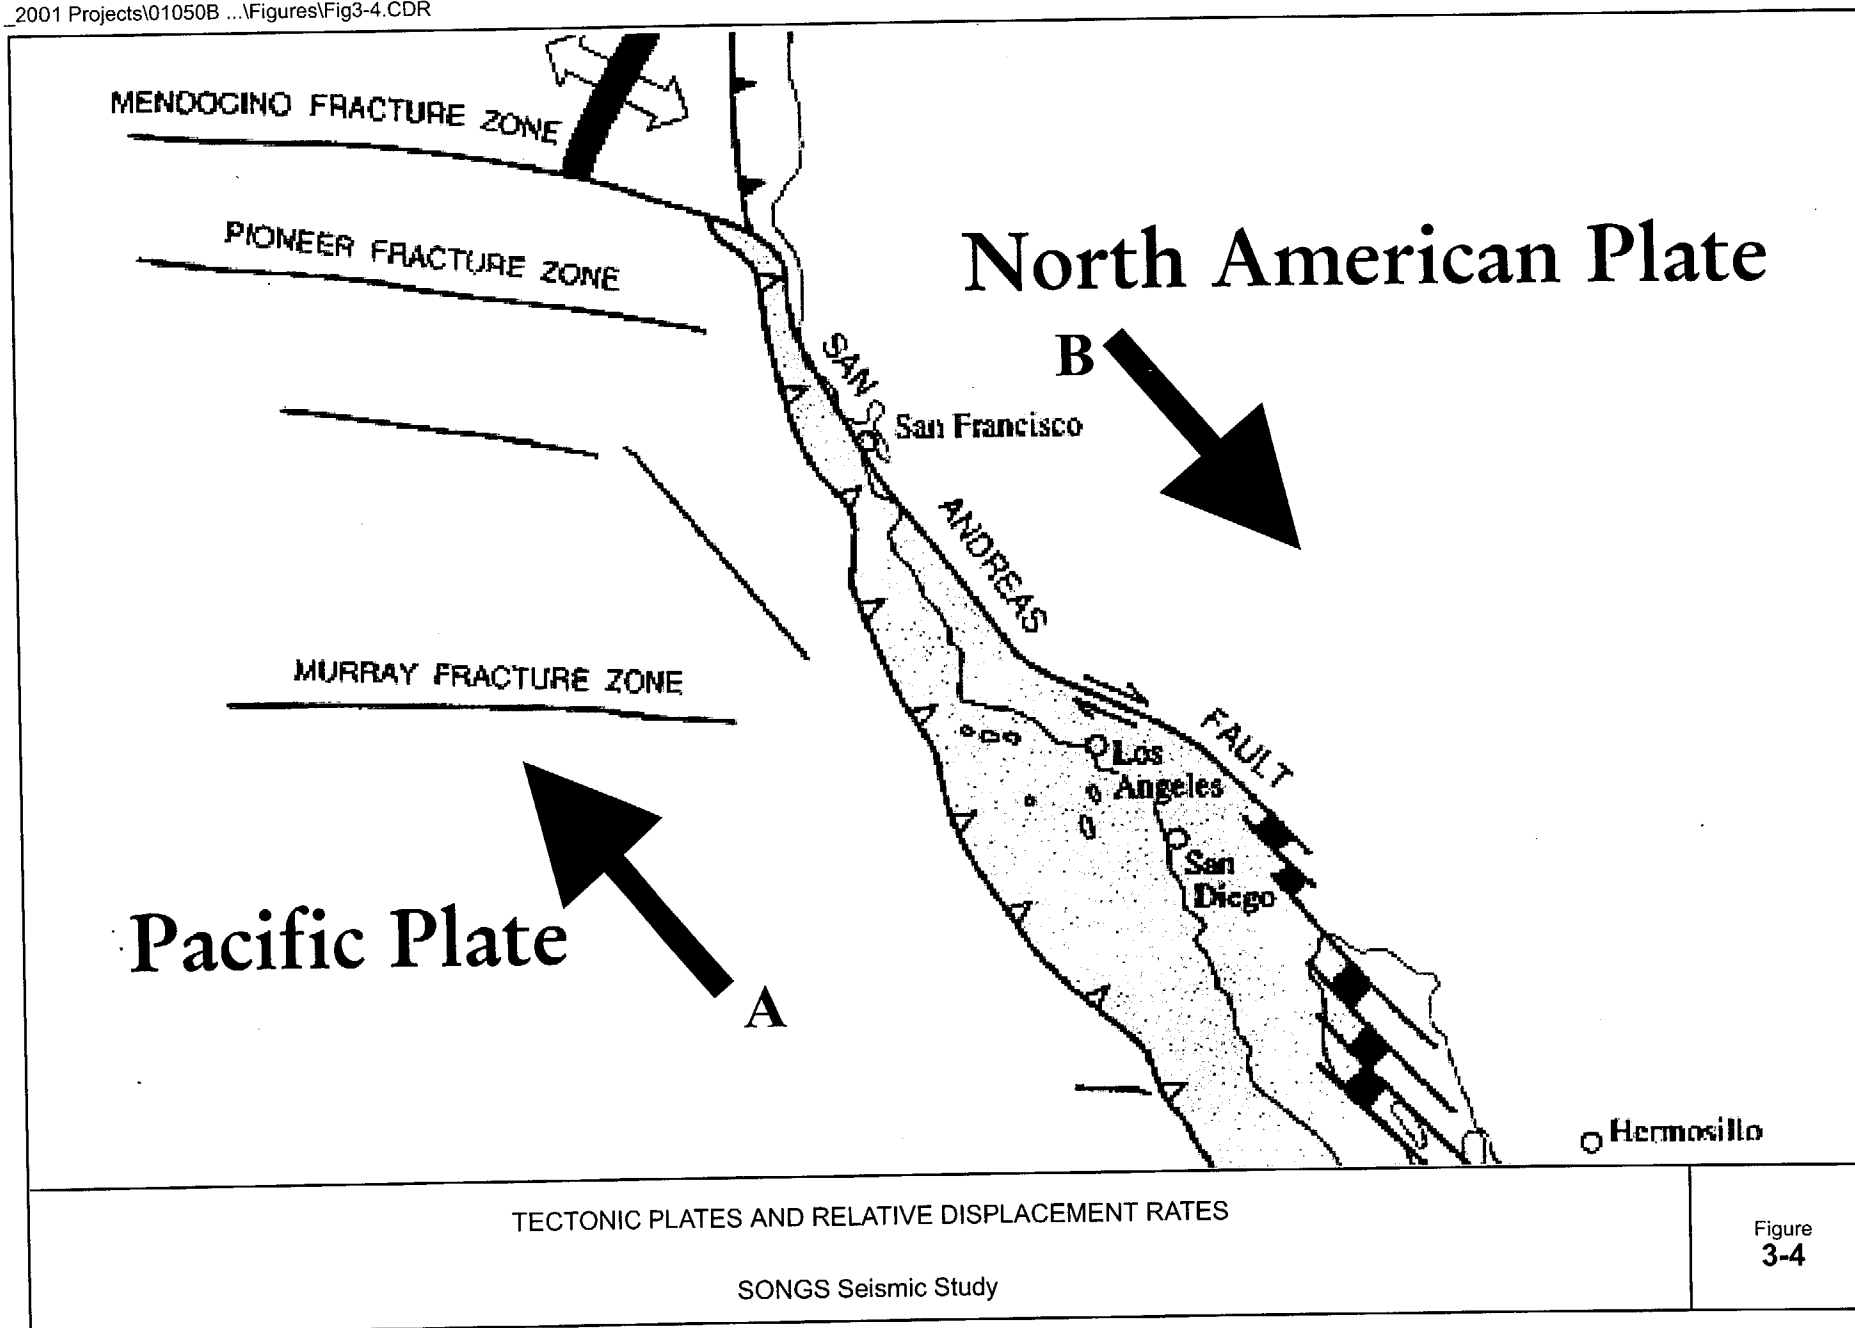 _2001 Projects\01050B ...\Figures\Fig3-4.CDR
MENDOCINO FRACTURE ZONE
PIONEER FRACTURE ZONE
North American Plate
B
SAN
San Francisco
ANDREAS
MURRAY FRACTURE ZONE
FAULT
Los
Angeles
San
Diego
Pacific Plate
A
Hermosillo
TECTONIC PLATES AND RELATIVE DISPLACEMENT RATES
SONGS Seismic Study
Figure
3-4